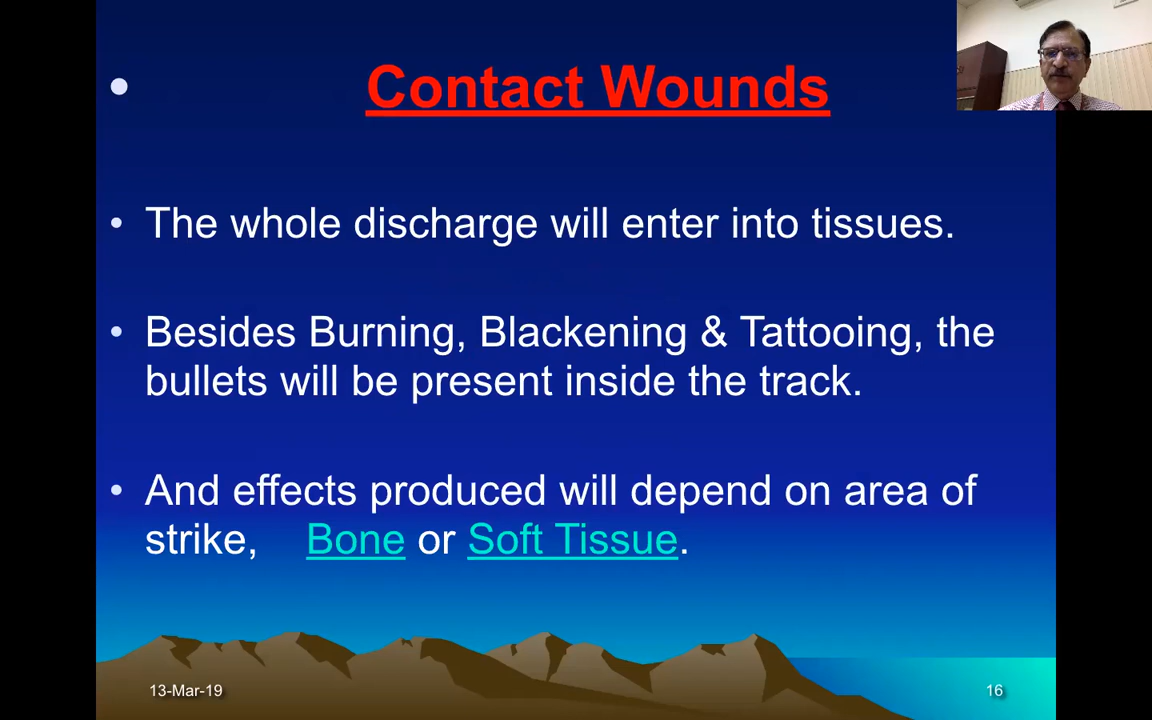 • Contact Wounds
• The whole discharge will enter into tissues.
• Besides Burning, Blackening & Tattooing, the
bullets will be present inside the track.
• And effects produced will depend on area of
strike, Bone or Soft Tissue.
13-Mar-19
16